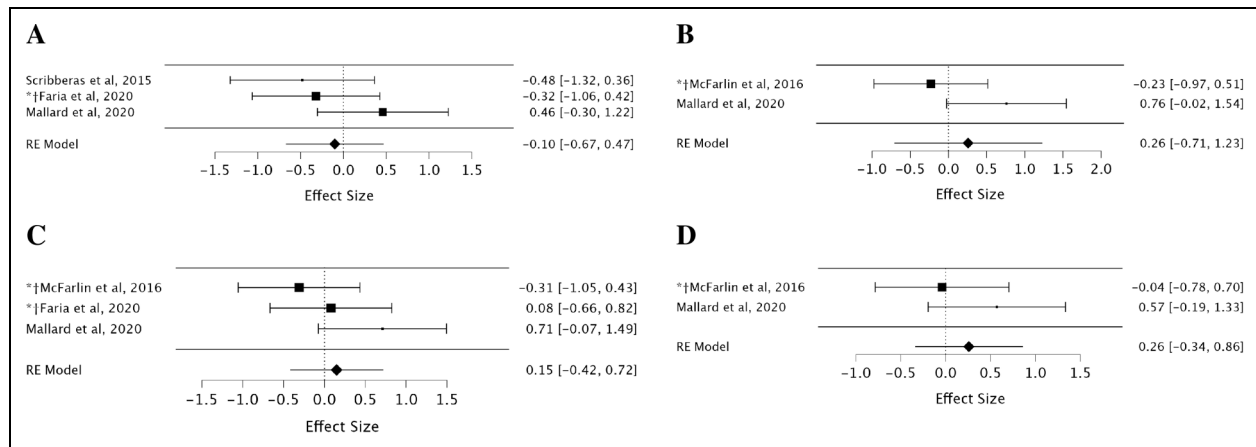 A
Scribberas et al, 2015 −0.48 [−1.32, 0.36]
*†Faria et al, 2020 −0.32 [−1.06, 0.42]
Mallard et al, 2020 0.46 [−0.30, 1.22]
RE Model −0.10 [−0.67, 0.47]
−1.5 −1.0 −0.5 0.0 0.5 1.0 1.5
Effect Size
B
*†McFarlin et al, 2016 −0.23 [−0.97, 0.51]
Mallard et al, 2020 0.76 [−0.02, 1.54]
RE Model 0.26 [−0.71, 1.23]
−1.0 −0.5 0.0 0.5 1.0 1.5 2.0
Effect Size
C
*†McFarlin et al, 2016 −0.31 [−1.05, 0.43]
*†Faria et al, 2020 0.08 [−0.66, 0.82]
Mallard et al, 2020 0.71 [−0.07, 1.49]
RE Model 0.15 [−0.42, 0.72]
−1.5 −1.0 −0.5 0.0 0.5 1.0 1.5
Effect Size
D
*†McFarlin et al, 2016 −0.04 [−0.78, 0.70]
Mallard et al, 2020 0.57 [−0.19, 1.33]
RE Model 0.26 [−0.34, 0.86]
−1.0 −0.5 0.0 0.5 1.0 1.5
Effect Size